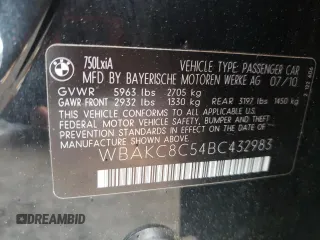 BMW
750LxiA
VEHICLE TYPE: PASSENGER CAR
MFD BY BAYERISCHE MOTOREN WERKE AG 07/10
GVWR 5963 lbs 2705 kg
GAWR FRONT 2932 lbs 1330 kg REAR 3197 lbs 1450 kg
THIS VEHICLE CONFORMS TO ALL APPLICABLE
FEDERAL MOTOR VEHICLE SAFETY, BUMPER, AND
THEFT PREVENTION STANDARDS IN EFFECT ON THE DATE
OF MANUFACTURE SHOWN ABOVE.
WBAKC8C54BC432983
DREAMBID